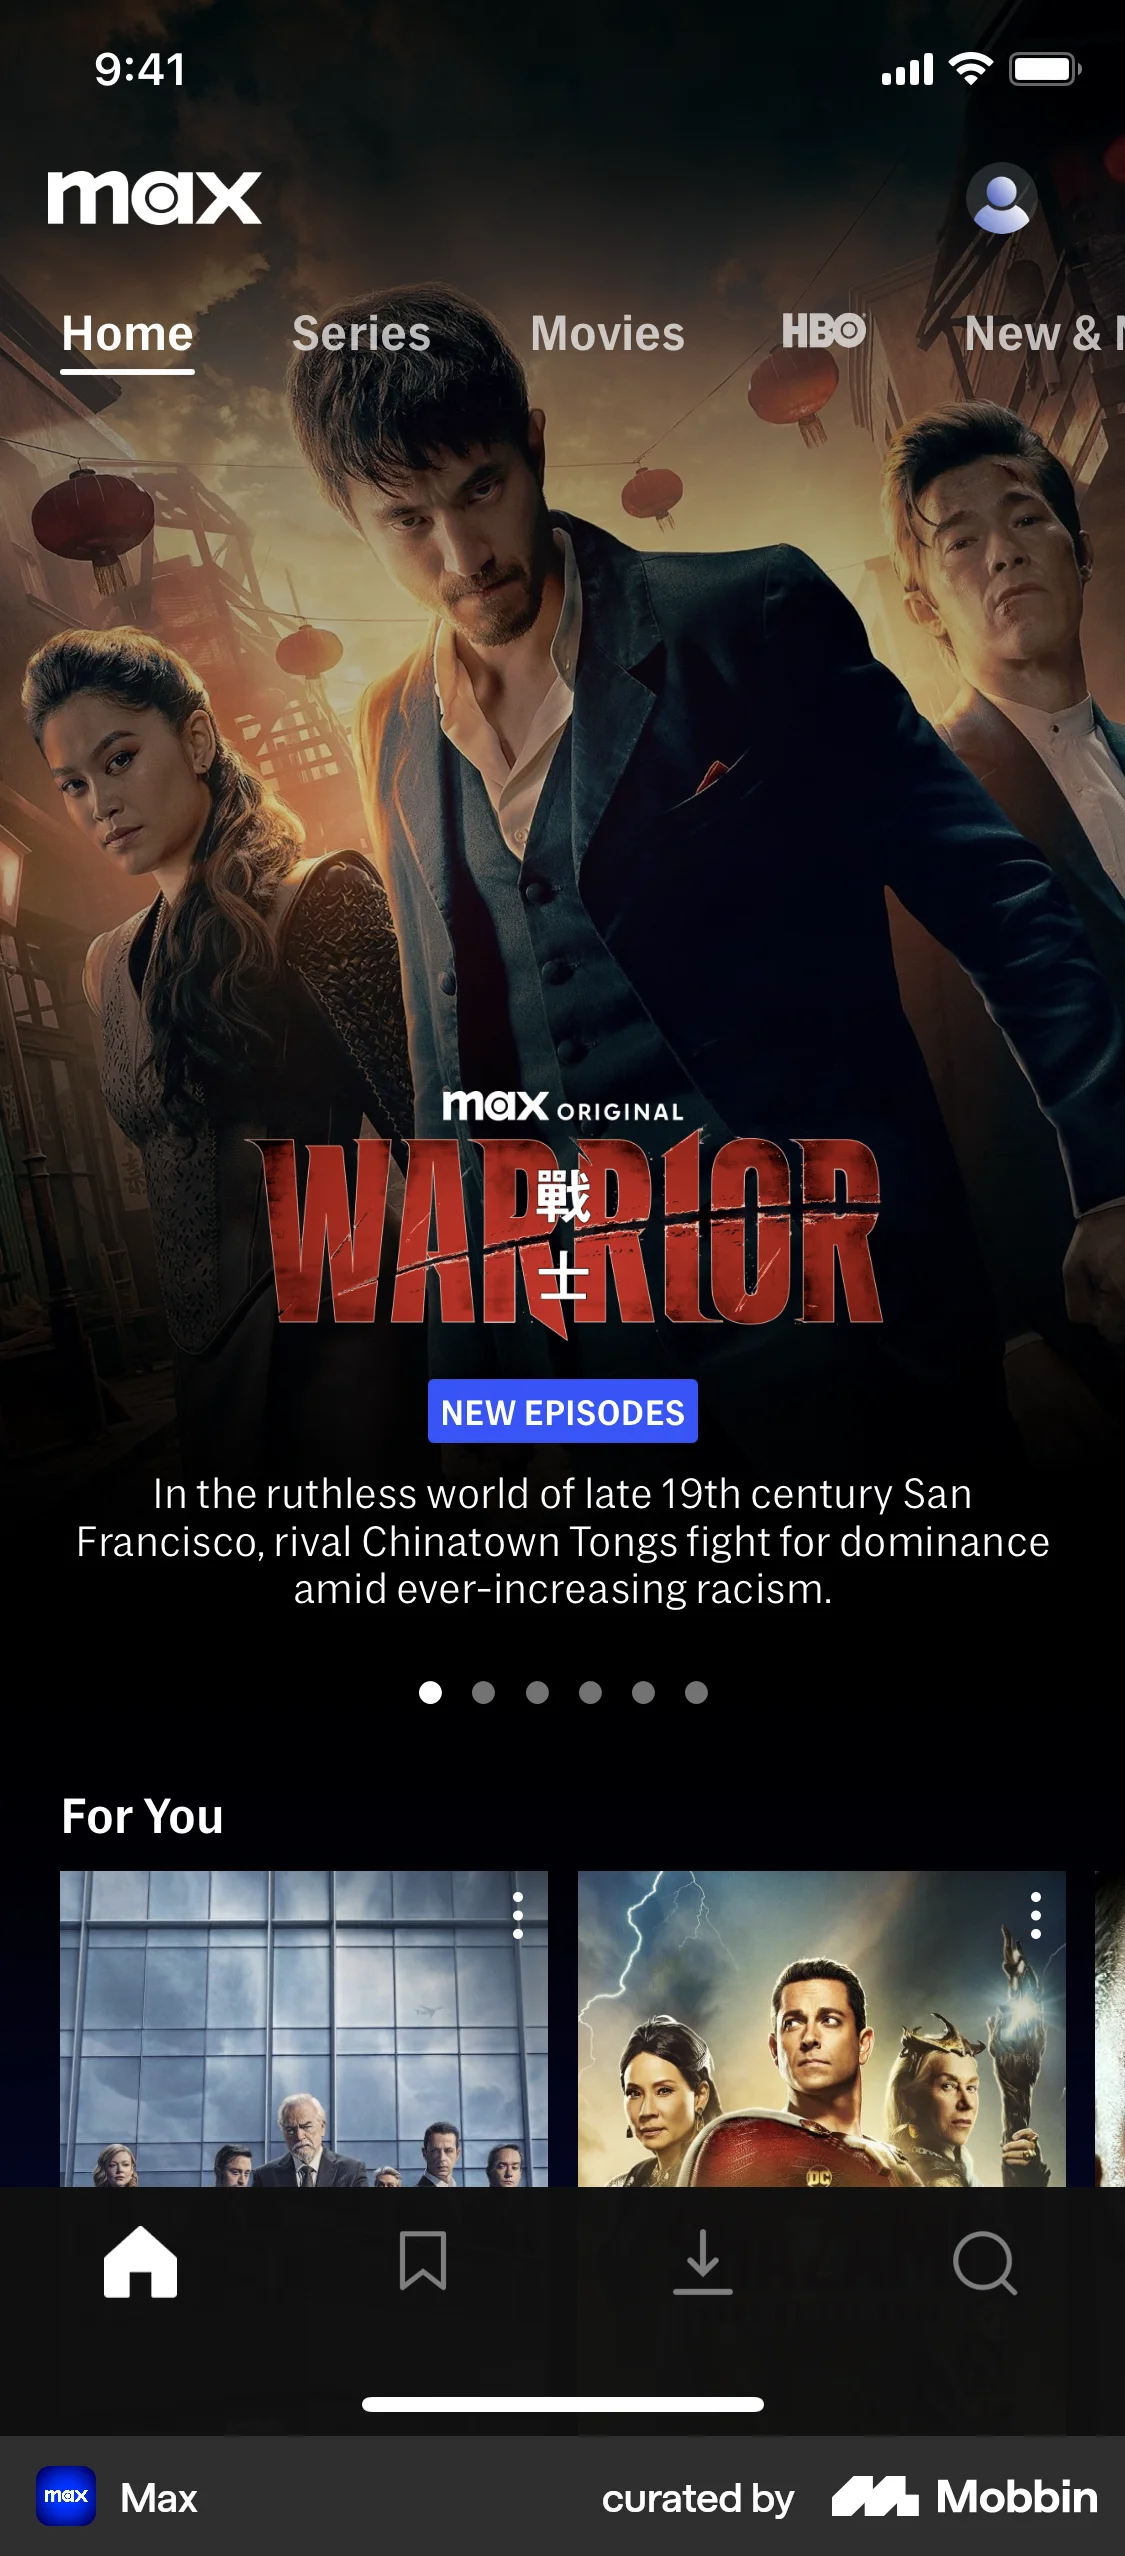 9:41
max
Home Series Movies HBO New & N
max ORIGINAL
WARRIOR
戰
士
NEW EPISODES
In the ruthless world of late 19th century San
Francisco, rival Chinatown Tongs fight for dominance
amid ever-increasing racism.
For You
DC
max Max curated by Mobbin